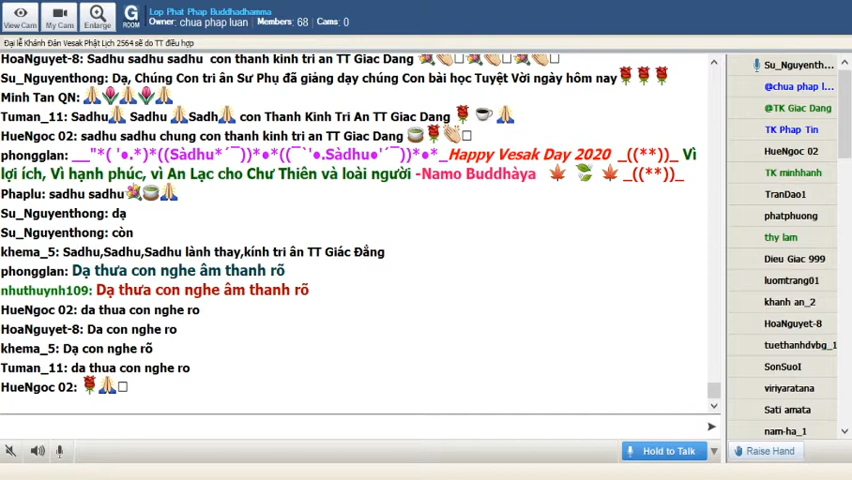 View Cam
My Cam
Enlarge
G
ROOM
Lop Phat Phap Buddhadhamma
Owner: chua phap luan Members: 68 Cams: 0
Đại lễ Khánh Đản Vesak Phật Lịch 2564 sẽ do TT điều hợp
HoaNguyet-8: Sadhu sadhu sadhu con thanh kinh tri an TT Giac Dang
Su_Nguyenthong: Dạ, Chúng Con tri ân Sư Phụ đã giảng dạy chúng Con bài học Tuyệt Vời ngày hôm nay
Minh Tan QN:
Tuman_11: Sadhu Sadhu Sadh con Thanh Kinh Tri An TT Giac Dang
HueNgoc 02: sadhu sadhu chung con thanh kinh tri an TT Giac Dang
phongglan: __"*( '•.*)*((Sàdhu*´¯))*•*((¯`'•.Sàdhu•'´¯))*•*_Happy Vesak Day 2020 _((**))_ Vì
lợi ích, Vì hạnh phúc, vì An Lạc cho Chư Thiên và loài người -Namo Buddhàya _((**))_
Phaplu: sadhu sadhu
Su_Nguyenthong: dạ
Su_Nguyenthong: còn
khema_5: Sadhu,Sadhu,Sadhu lành thay,kính tri ân TT Giác Đẳng
phongglan: Dạ thưa con nghe âm thanh rõ
nhuthuynh109: Dạ thưa con nghe âm thanh rõ
HueNgoc 02: da thua con nghe ro
HoaNguyet-8: Da con nghe ro
khema_5: Dạ con nghe rõ
Tuman_11: da thua con nghe ro
HueNgoc 02:
Su_Nguyenth...
@chua phap l...
@TK Giac Dang
TK Phap Tin
HueNgoc 02
TK minhhanh
TranDao1
phatphuong
thy lam
Dieu Giac 999
luomtrang01
khanh an_2
HoaNguyet-8
tuethanhdvbg_1
SonSuoI
viriyaratana
Sati amata
nam-ha_1
Hold to Talk
Raise Hand